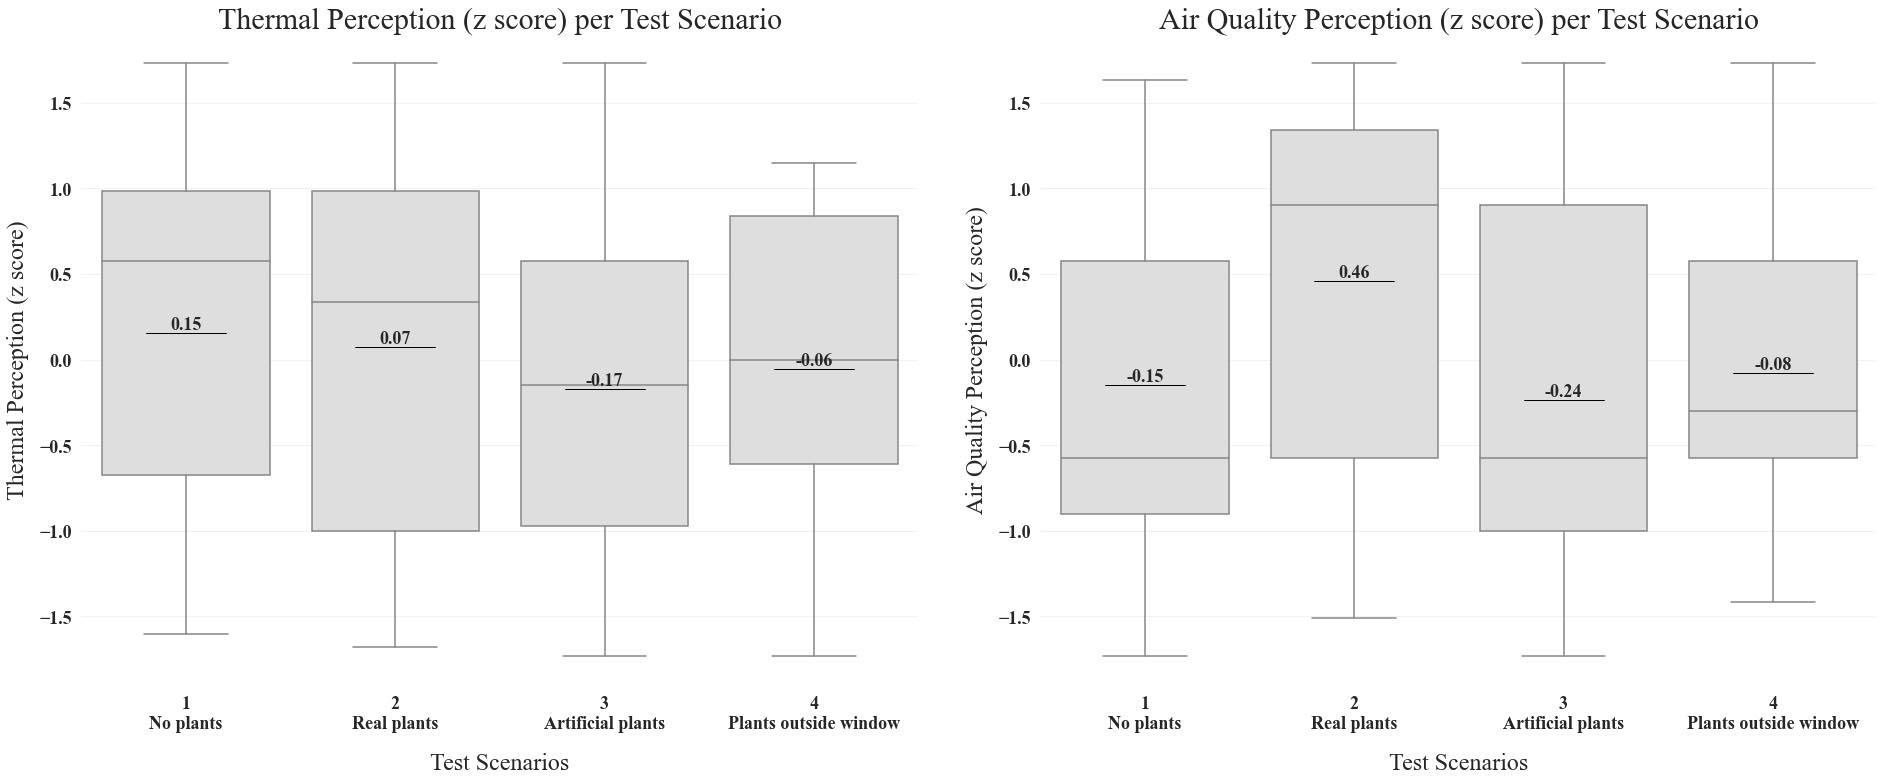 Thermal Perception (z score) per Test Scenario
Thermal Perception (z score)
1.5
1.0
0.5
0.0
−0.5
−1.0
−1.5
0.15
0.07
-0.17
-0.06
1
No plants
2
Real plants
3
Artificial plants
4
Plants outside window
Test Scenarios
Air Quality Perception (z score) per Test Scenario
Air Quality Perception (z score)
1.5
1.0
0.5
0.0
−0.5
−1.0
−1.5
-0.15
0.46
-0.24
-0.08
1
No plants
2
Real plants
3
Artificial plants
4
Plants outside window
Test Scenarios